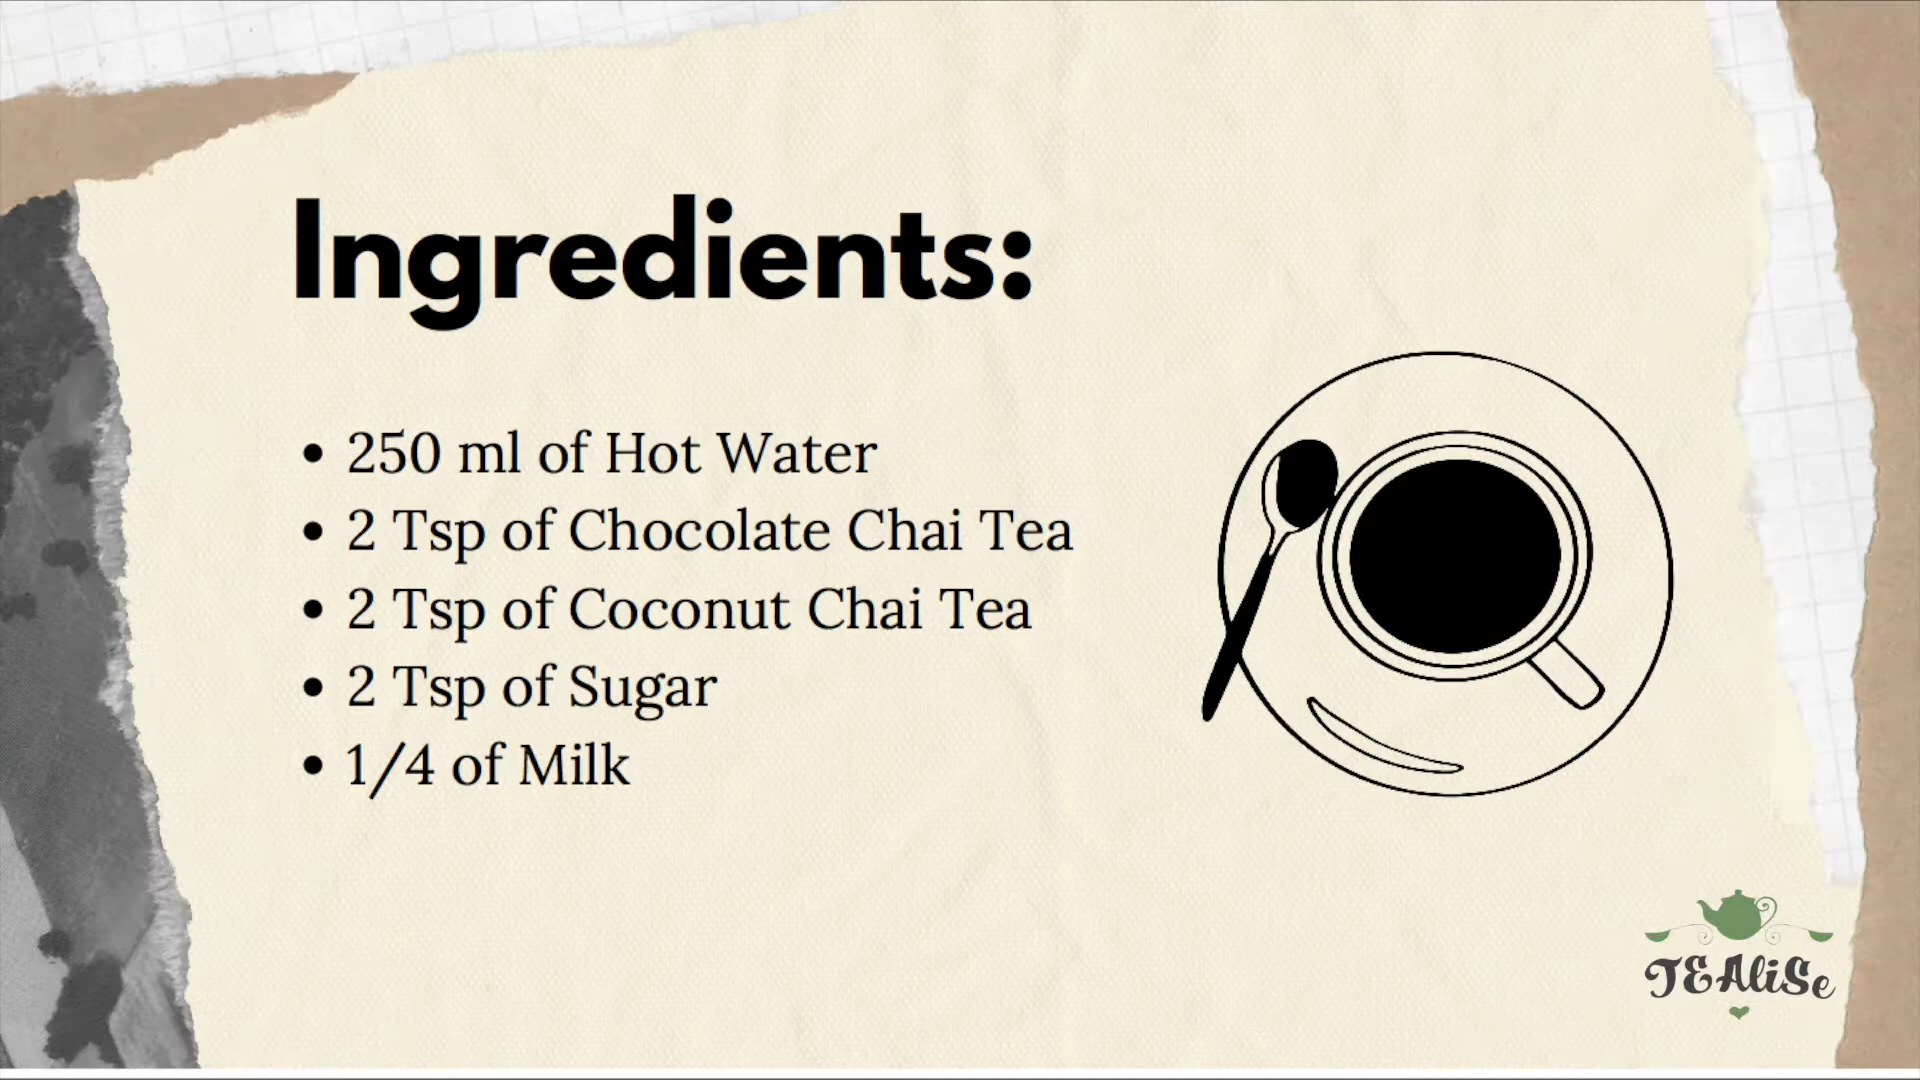 Ingredients:
• 250 ml of Hot Water
• 2 Tsp of Chocolate Chai Tea
• 2 Tsp of Coconut Chai Tea
• 2 Tsp of Sugar
• 1/4 of Milk
TEAliSe